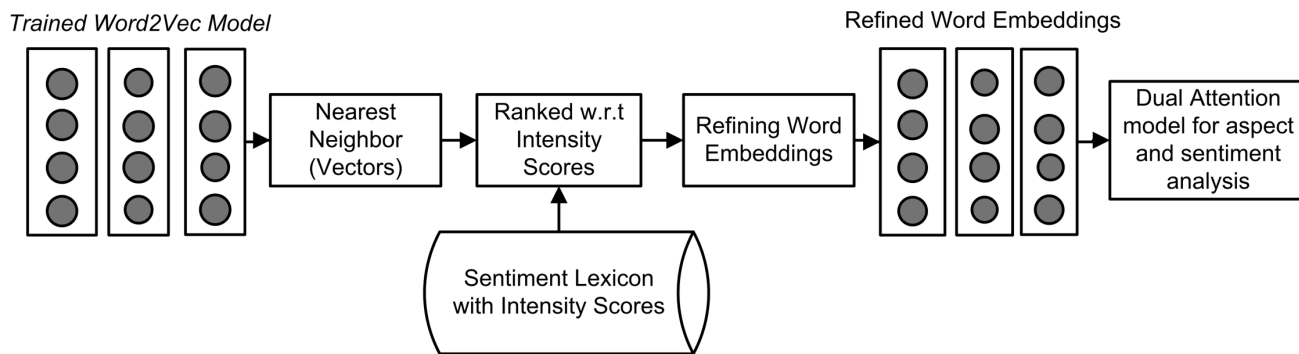 Trained Word2Vec Model
Refined Word Embeddings
Nearest
Neighbor
(Vectors)
Ranked w.r.t
Intensity
Scores
Refining Word
Embeddings
Dual Attention
model for aspect
and sentiment
analysis
Sentiment Lexicon
with Intensity Scores